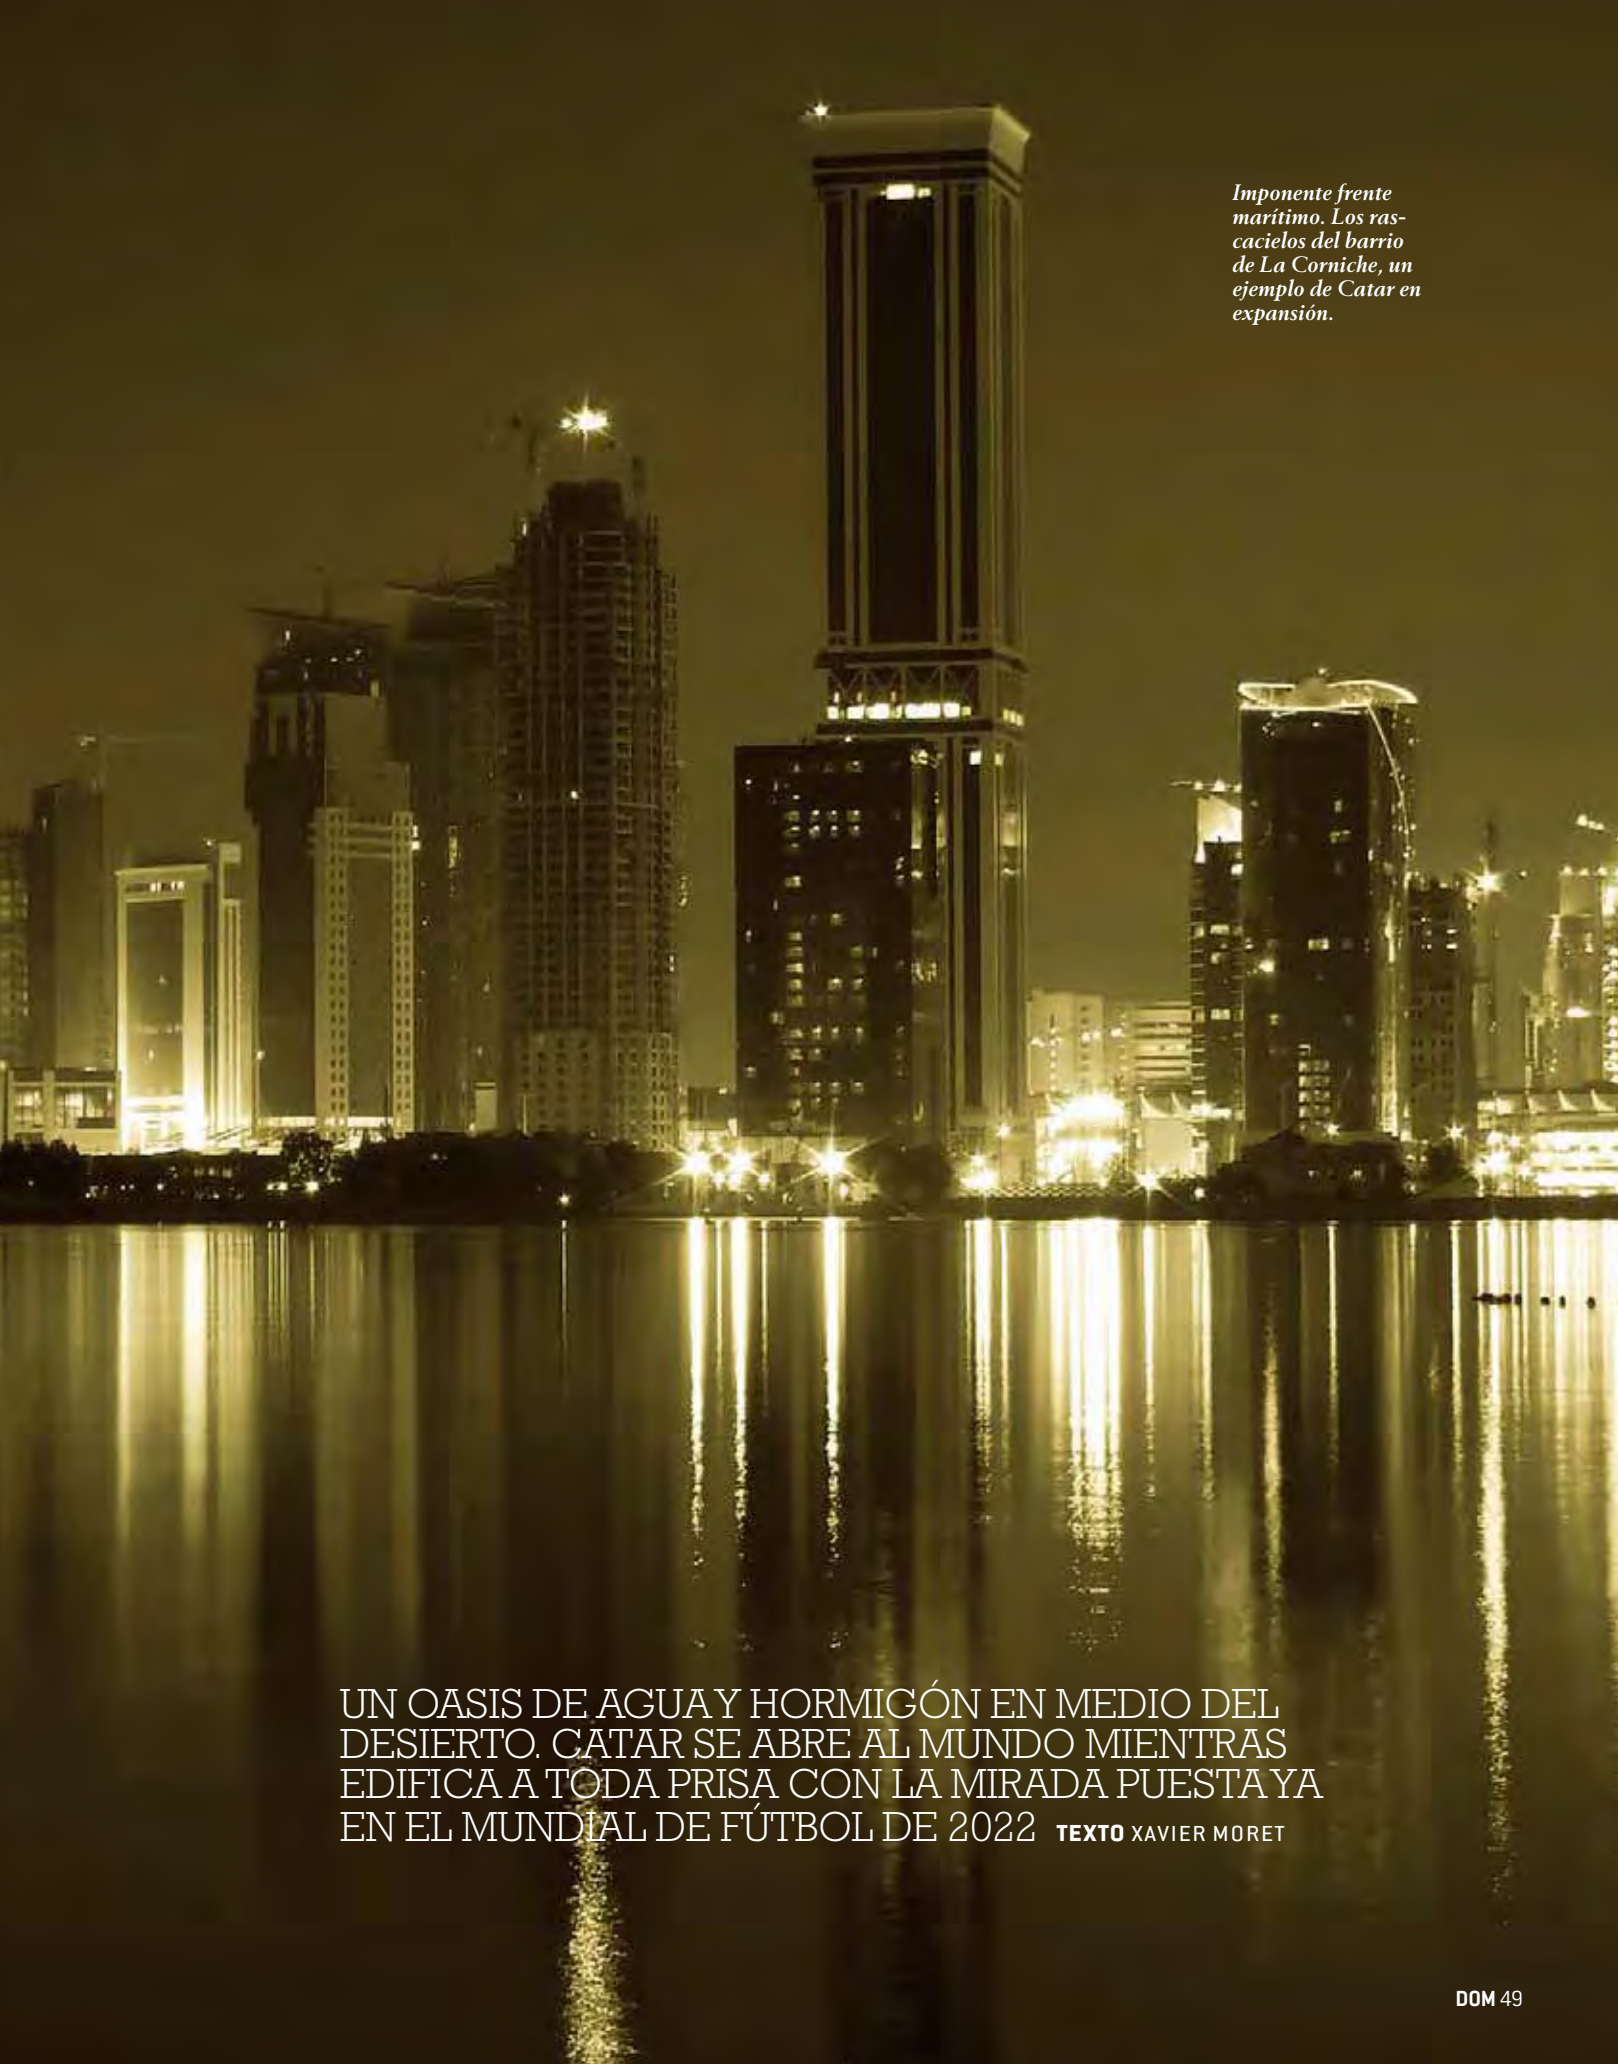 Imponente frente
marítimo. Los ras-
cacielos del barrio
de La Corniche, un
ejemplo de Catar en
expansión.
UN OASIS DE AGUA Y HORMIGÓN EN MEDIO DEL
DESIERTO. CATAR SE ABRE AL MUNDO MIENTRAS
EDIFICA A TODA PRISA CON LA MIRADA PUESTA YA
EN EL MUNDIAL DE FÚTBOL DE 2022 TEXTO XAVIER MORET
DOM 49